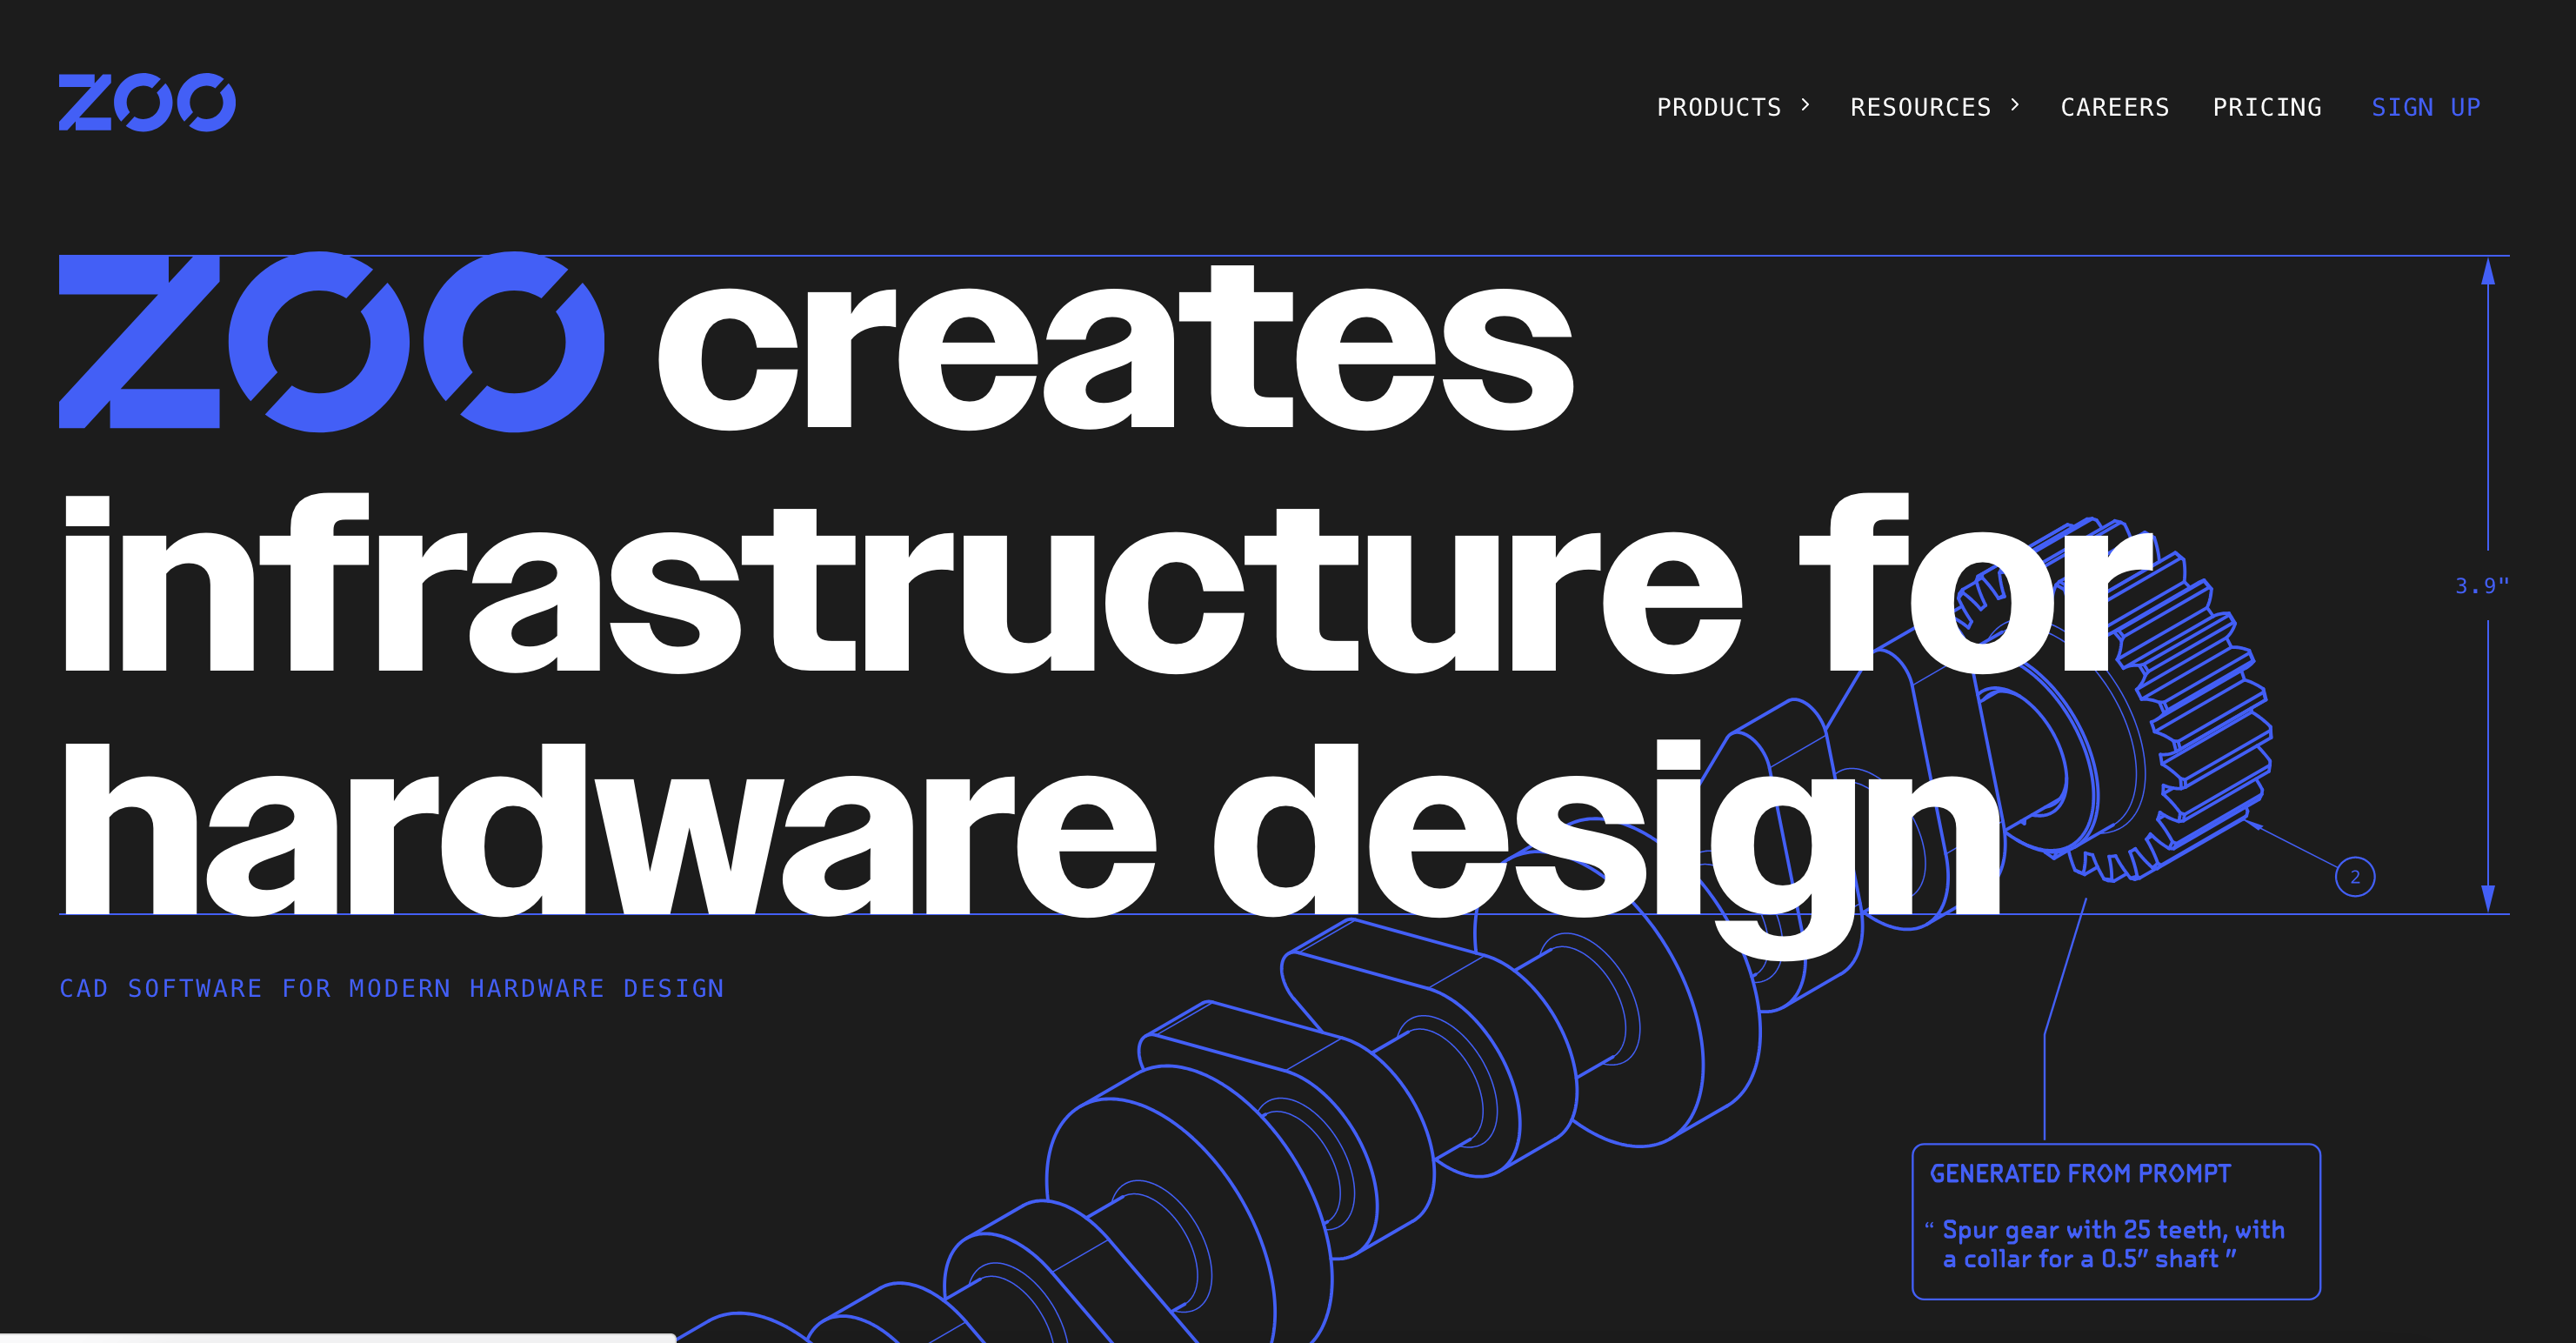 ZOO
PRODUCTS > RESOURCES > CAREERS PRICING SIGN UP
ZOO creates
infrastructure for
hardware design
3.9"
2
CAD SOFTWARE FOR MODERN HARDWARE DESIGN
GENERATED FROM PROMPT
“ Spur gear with 25 teeth, with
a collar for a 0.5” shaft ”